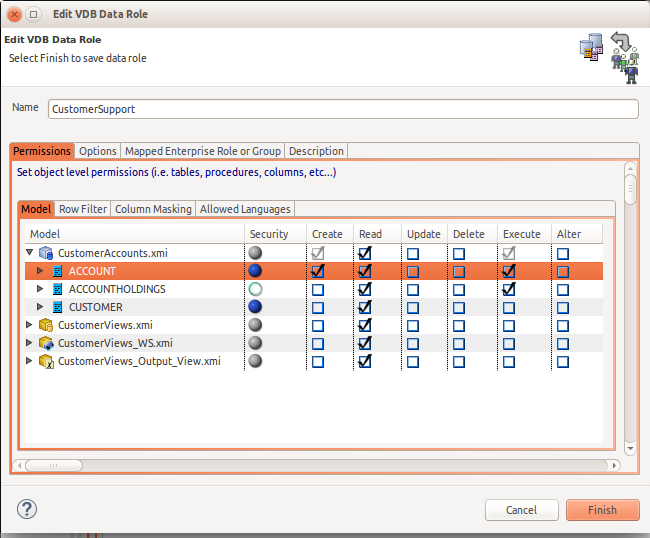 Edit VDB Data Role
Edit VDB Data Role
Select Finish to save data role
Name CustomerSupport
Permissions Options Mapped Enterprise Role or Group Description
Set object level permissions (i.e. tables, procedures, columns, etc...)
Model Row Filter Column Masking Allowed Languages
Model Security Create Read Update Delete Execute Alter
CustomerAccounts.xmi
ACCOUNT
ACCOUNTHOLDINGS
CUSTOMER
CustomerViews.xmi
CustomerViews_WS.xmi
CustomerViews_Output_View.xmi
Cancel Finish